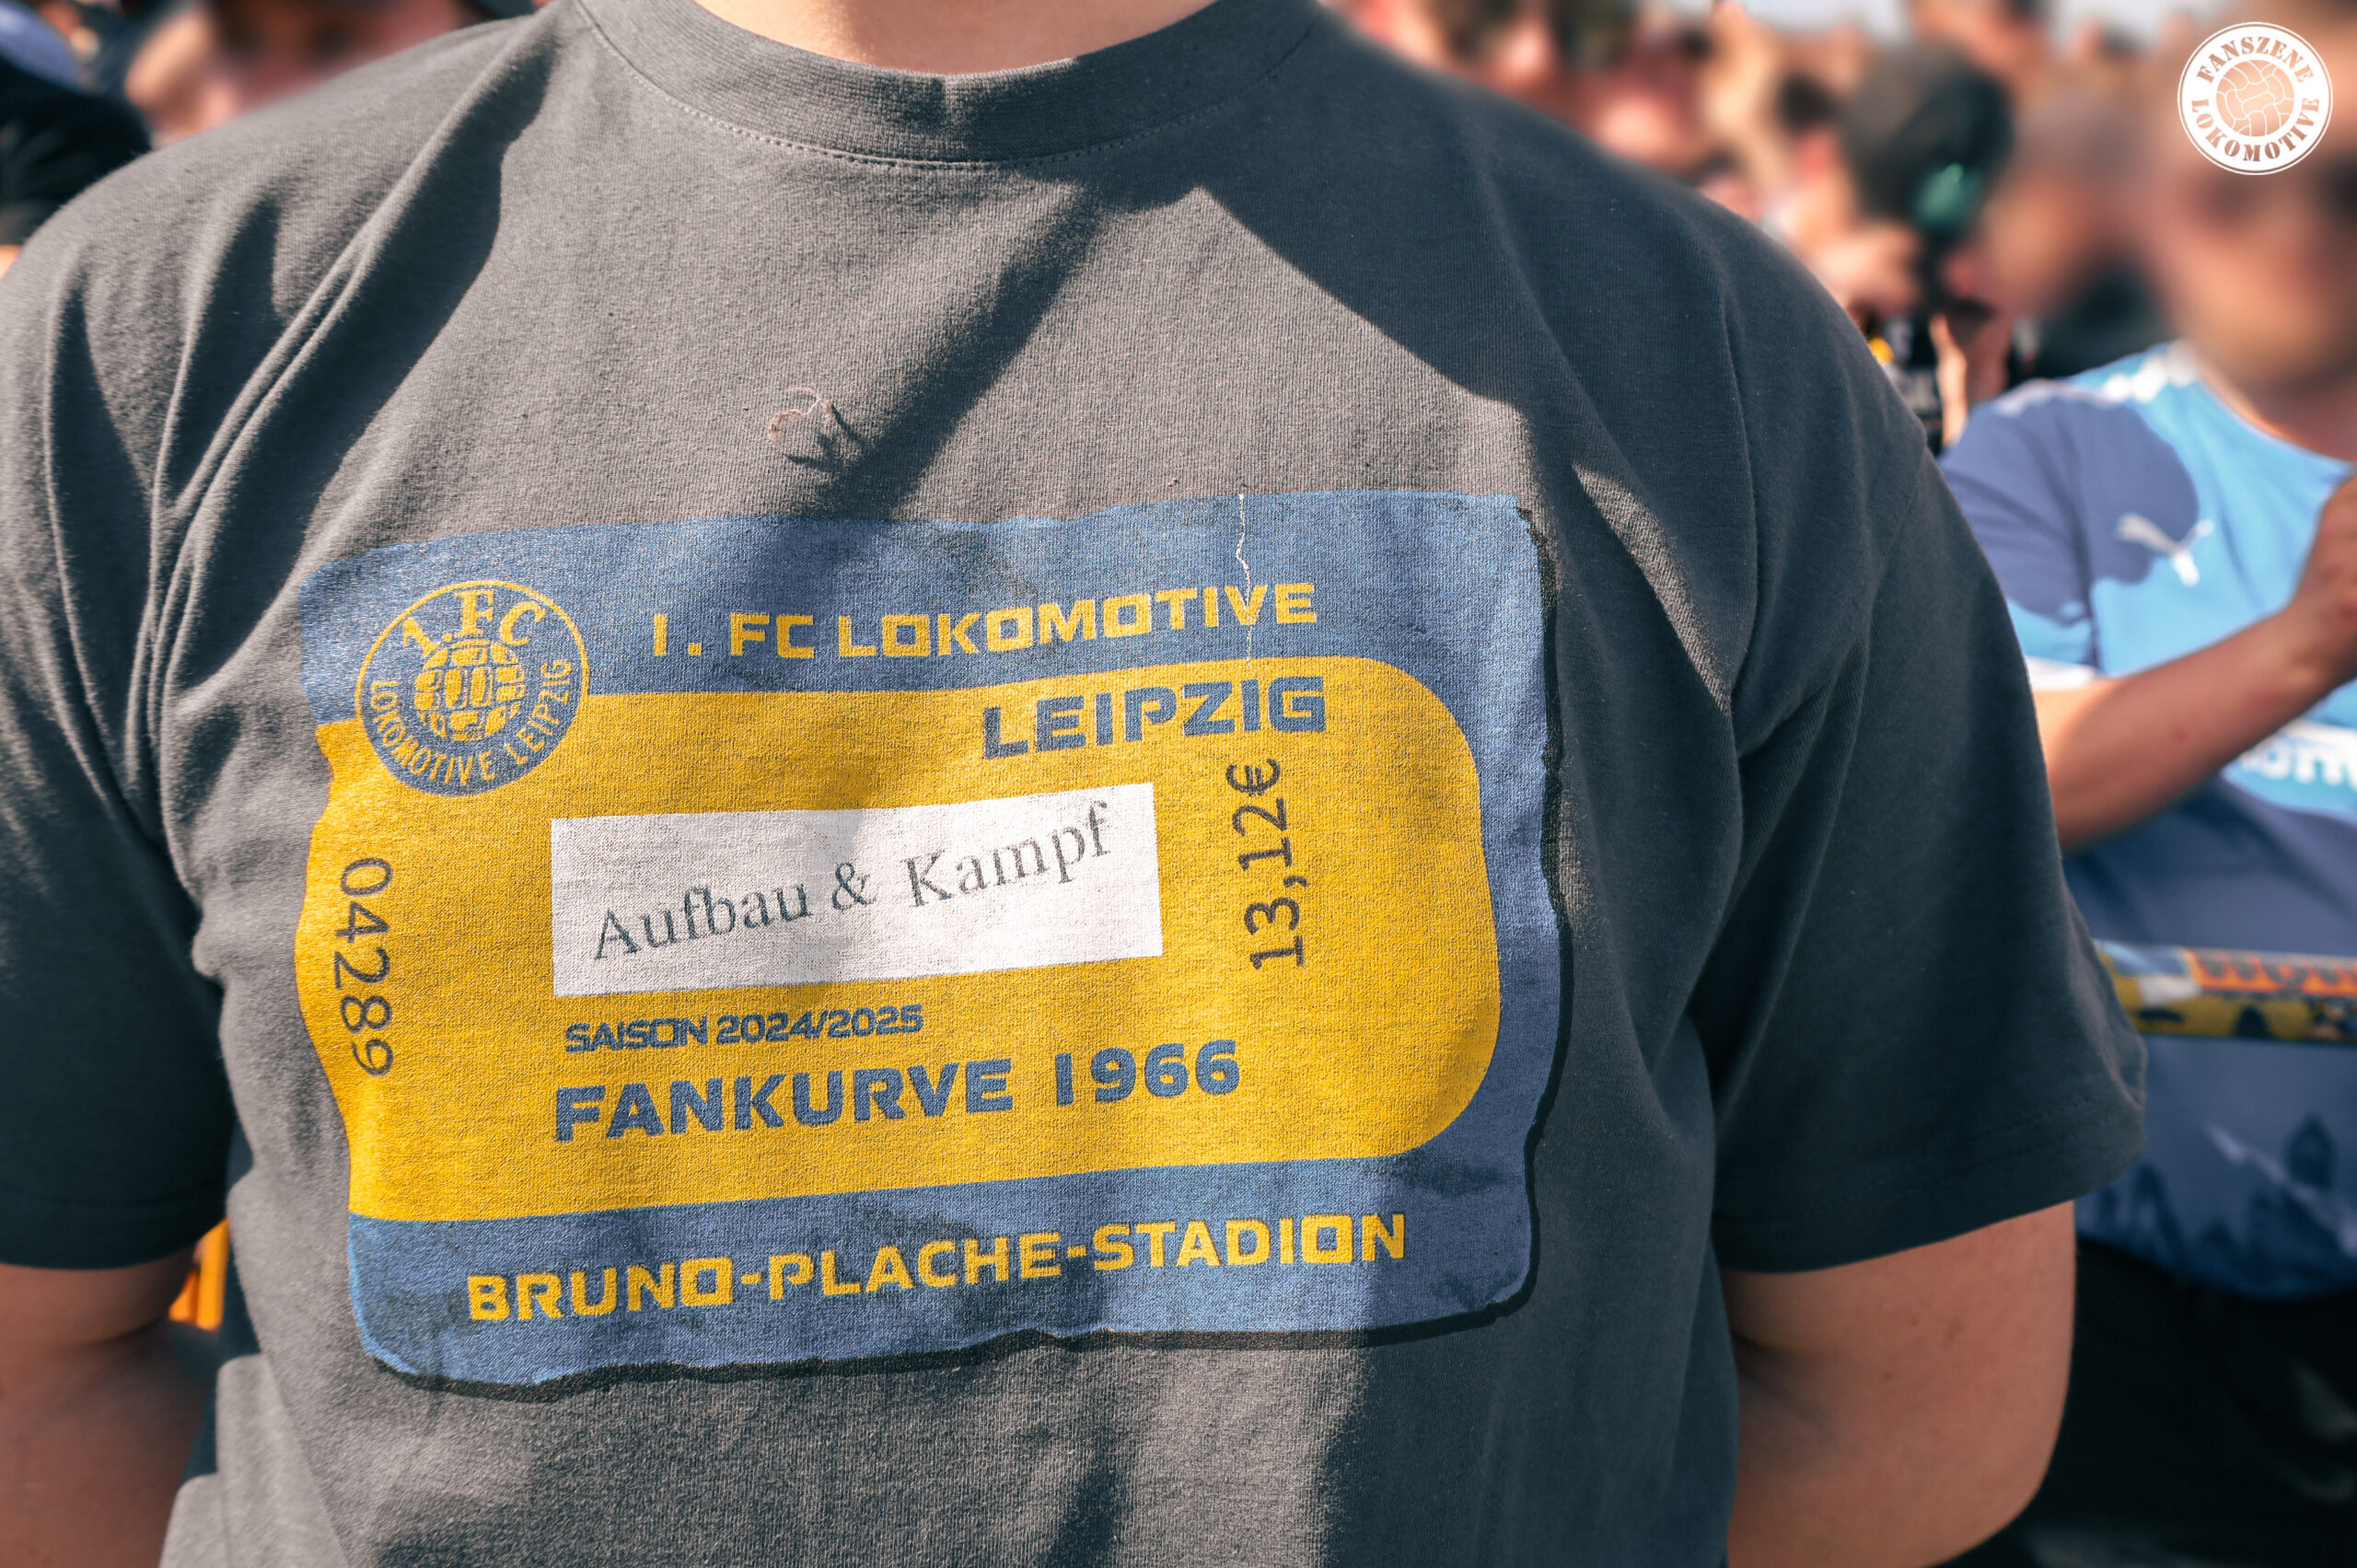 FANSZENE
LOKOMOTIVE
1. FC LOKOMOTIVE
LEIPZIG
1.FC
LOKOMOTIVE LEIPZIG
13,12€
Aufbau & Kampf
04289
SAISON 2024/2025
FANKURVE 1966
BRUNO-PLACHE-STADION